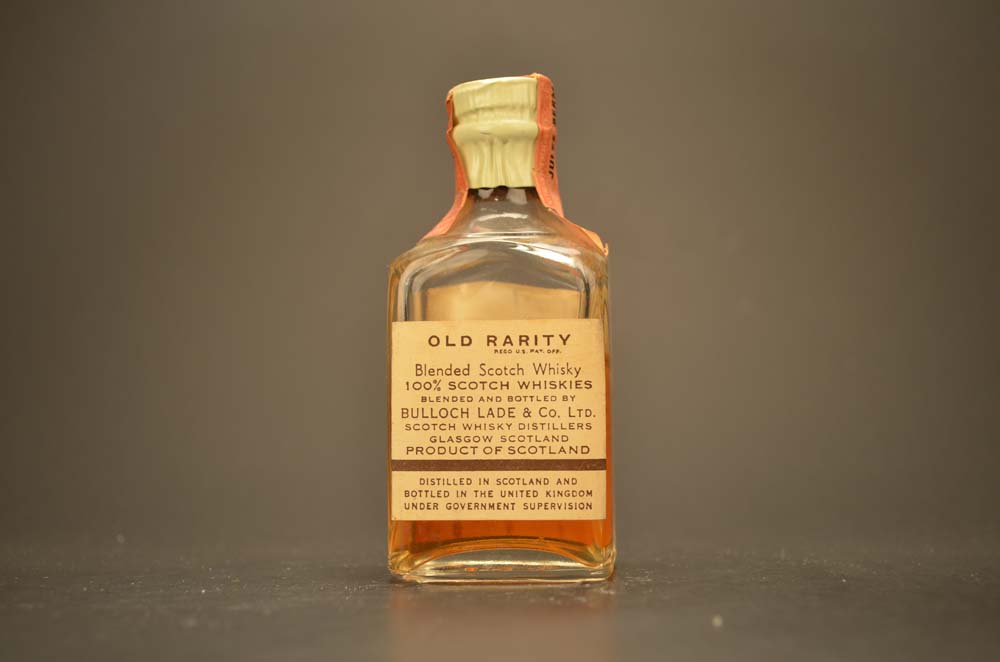 OLD RARITY
REGD U.S. PAT. OFF.
Blended Scotch Whisky
100% SCOTCH WHISKIES
BLENDED AND BOTTLED BY
BULLOCH LADE & Co. LTD.
SCOTCH WHISKY DISTILLERS
GLASGOW SCOTLAND
PRODUCT OF SCOTLAND
DISTILLED IN SCOTLAND AND
BOTTLED IN THE UNITED KINGDOM
UNDER GOVERNMENT SUPERVISION